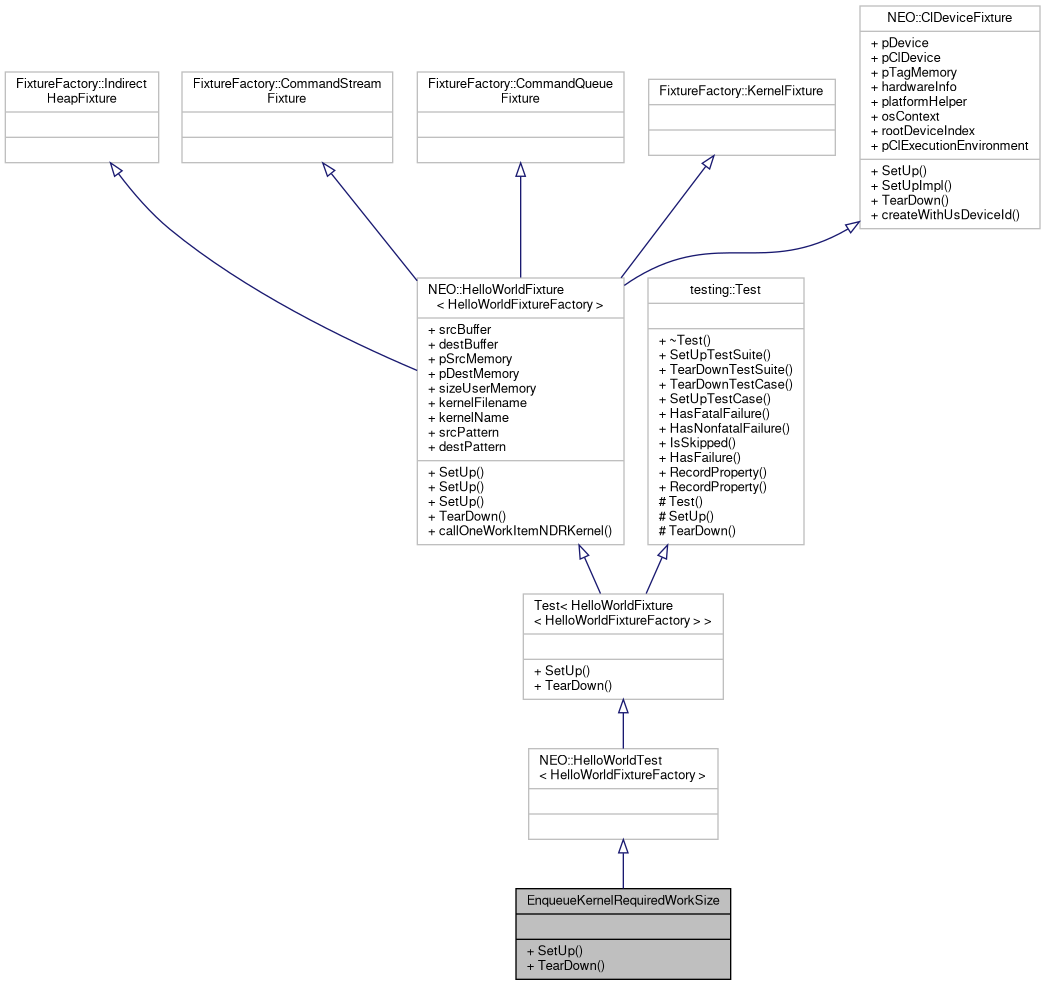 NEO::ClDeviceFixture
+ pDevice
+ pClDevice
+ pTagMemory
+ hardwareInfo
+ platformHelper
+ osContext
+ rootDeviceIndex
+ pClExecutionEnvironment
+ SetUp()
+ SetUpImpl()
+ TearDown()
+ createWithUsDeviceId()
FixtureFactory::Indirect
HeapFixture
FixtureFactory::CommandStream
Fixture
FixtureFactory::CommandQueue
Fixture
FixtureFactory::KernelFixture
NEO::HelloWorldFixture
< HelloWorldFixtureFactory >
+ srcBuffer
+ destBuffer
+ pSrcMemory
+ pDestMemory
+ sizeUserMemory
+ kernelFilename
+ kernelName
+ srcPattern
+ destPattern
+ SetUp()
+ SetUp()
+ SetUp()
+ TearDown()
+ callOneWorkItemNDRKernel()
testing::Test
+ ~Test()
+ SetUpTestSuite()
+ TearDownTestSuite()
+ TearDownTestCase()
+ SetUpTestCase()
+ HasFatalFailure()
+ HasNonfatalFailure()
+ IsSkipped()
+ HasFailure()
+ RecordProperty()
+ RecordProperty()
# Test()
# SetUp()
# TearDown()
Test< HelloWorldFixture
< HelloWorldFixtureFactory > >
+ SetUp()
+ TearDown()
NEO::HelloWorldTest
< HelloWorldFixtureFactory >
EnqueueKernelRequiredWorkSize
+ SetUp()
+ TearDown()